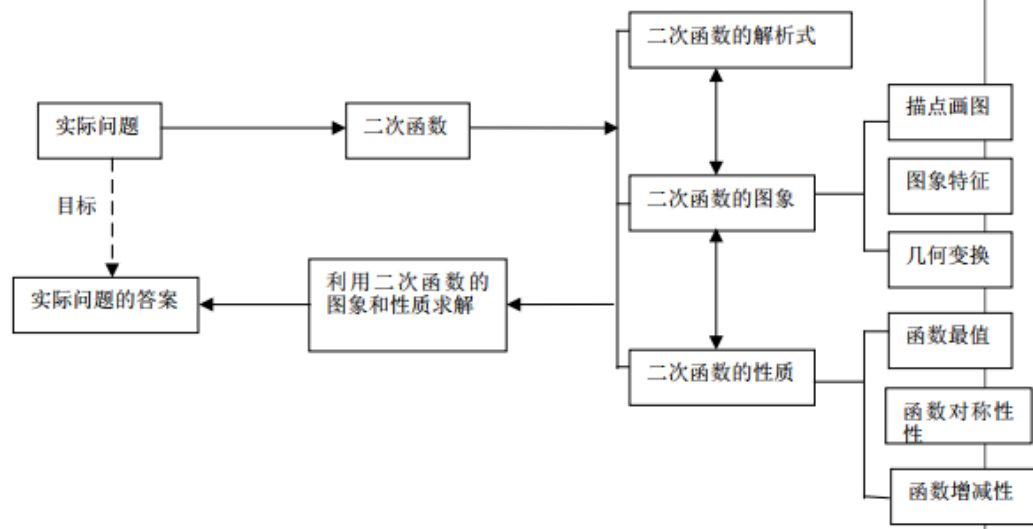 二次函数的解析式
描点画图
实际问题
二次函数
图象特征
二次函数的图象
目标
几何变换
利用二次函数的
图象和性质求解
实际问题的答案
函数最值
二次函数的性质
函数对称性
性
函数增减性